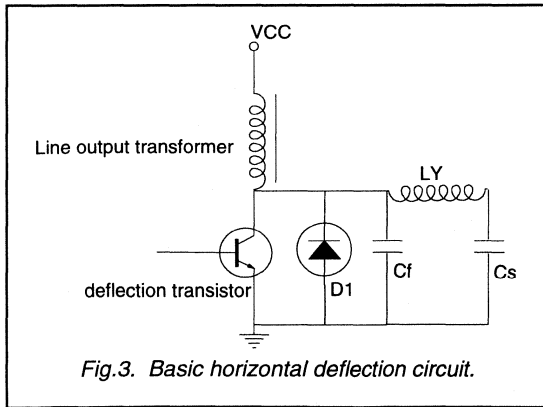 VCC
Line output transformer
LY
Cf
Cs
D1
deflection transistor
Fig.3. Basic horizontal deflection circuit.